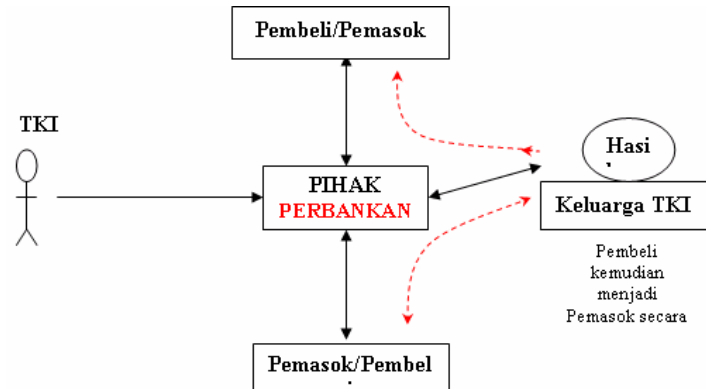 Pembeli/Pemasok
TKI
Hasi
PIHAK
PERBANKAN
Keluarga TKI
Pembeli
kemudian
menjadi
Pemasok secara
Pemasok/Pembel